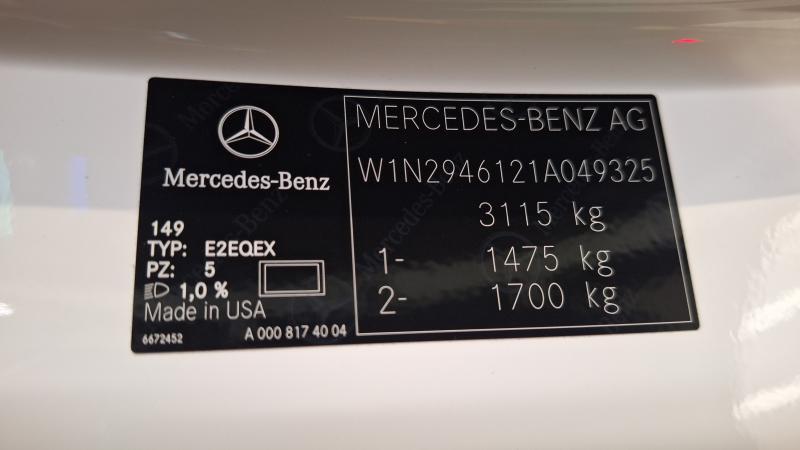 Mercedes-Benz
149
TYP: E2EQEX
PZ: 5
1,0 %
Made in USA
6672452 A 000 817 40 04
MERCEDES-BENZ AG
W1N2946121A049325
3115 kg
1- 1475 kg
2- 1700 kg